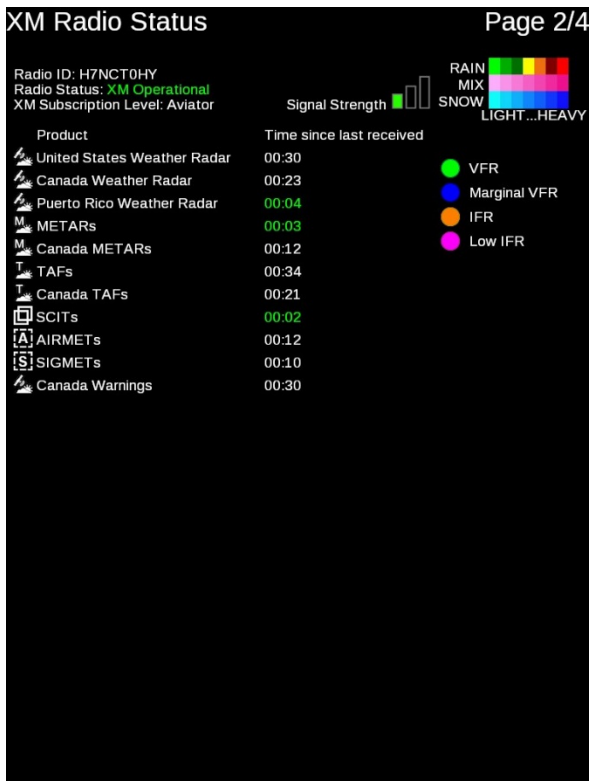 XM Radio Status Page 2/4
Radio ID: H7NCT0HY
Radio Status: XM Operational
XM Subscription Level: Aviator
Signal Strength
RAIN
MIX
SNOW
LIGHT...HEAVY
Product Time since last received
United States Weather Radar 00:30
Canada Weather Radar 00:23
Puerto Rico Weather Radar 00:04
M METARs 00:03
M Canada METARs 00:12
T TAFs 00:34
T Canada TAFs 00:21
SCITs 00:02
A AIRMETs 00:12
S SIGMETs 00:10
Canada Warnings 00:30
VFR
Marginal VFR
IFR
Low IFR